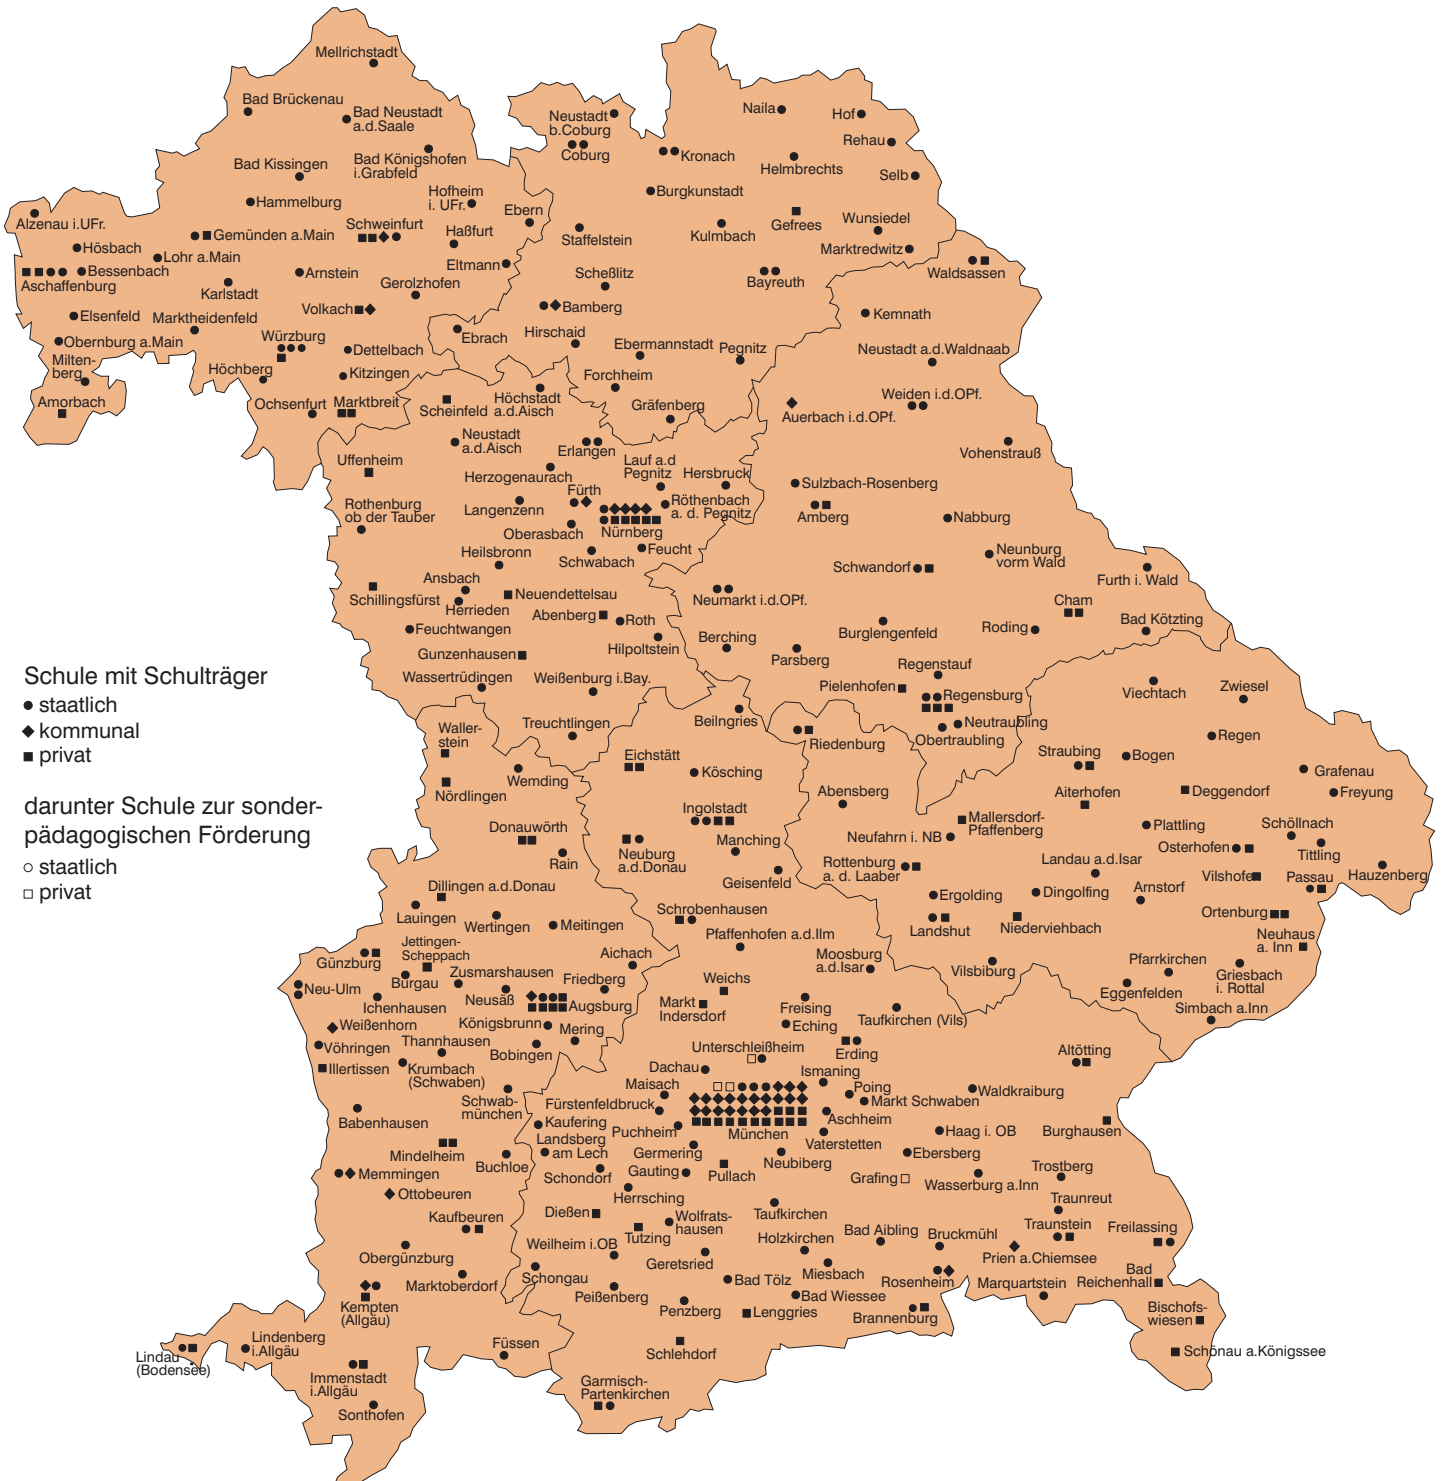 Mellrichstadt
Bad Brückenau
Bad Neustadt
a.d.Saale
Neustadt
b.Coburg
Coburg
Naila
Hof
Rehau
Kronach
Helmbrechts
Selb
Bad Kissingen
Bad Königshofen
i.Grabfeld
Burgkunstadt
Hammelburg
Hofheim
i. UFr.
Ebern
Alzenau i.UFr.
Gemünden a.Main
Schweinfurt
Haßfurt
Staffelstein
Kulmbach
Gefrees
Wunsiedel
Marktredwitz
Hösbach
Lohr a.Main
Eltmann
Bessenbach
Aschaffenburg
Karlstadt
Arnstein
Gerolzhofen
Scheßlitz
Bayreuth
Waldsassen
Elsenfeld
Marktheidenfeld
Volkach
Bamberg
Kemnath
Obernburg a.Main
Würzburg
Ebrach
Hirschaid
Ebermannstadt
Pegnitz
Neustadt a.d.Waldnaab
Milten-
berg
Höchberg
Dettelbach
Kitzingen
Forchheim
Amorbach
Ochsenfurt
Marktbreit
Scheinfeld
Höchstadt
a.d.Aisch
Gräfenberg
Auerbach i.d.OPf.
Weiden i.d.OPf.
Neustadt
a.d.Aisch
Erlangen
Vohenstrauß
Uffenheim
Herzogenaurach
Lauf a.d
Pegnitz
Hersbruck
Sulzbach-Rosenberg
Rothenburg
ob der Tauber
Langenzenn
Fürth
Röthenbach
a. d. Pegnitz
Amberg
Nabburg
Oberasbach
Nürnberg
Heilsbronn
Schwabach
Feucht
Schwandorf
Neunburg
vorm Wald
Furth i. Wald
Schillingsfürst
Ansbach
Herrieden
Neuendettelsau
Neumarkt i.d.OPf.
Cham
Abenberg
Roth
Feuchtwangen
Hilpoltstein
Berching
Burglengenfeld
Roding
Bad Kötzting
Gunzenhausen
Parsberg
Regenstauf
Wassertrüdingen
Weißenburg i.Bay.
Pielenhofen
Regensburg
Viechtach
Zwiesel
Schule mit Schulträger
staatlich
kommunal
privat
darunter Schule zur sonder-
pädagogischen Förderung
staatlich
privat
Waller-
stein
Treuchtlingen
Beilngries
Riedenburg
Neutraubling
Obertraubling
Straubing
Bogen
Regen
Nördlingen
Wemding
Eichstätt
Kösching
Abensberg
Aiterhofen
Deggendorf
Grafenau
Freyung
Donauwörth
Ingolstadt
Mallersdorf-
Pfaffenberg
Neufahrn i. NB
Plattling
Schöllnach
Rain
Neuburg
a.d.Donau
Manching
Geisenfeld
Rottenburg
a. d. Laaber
Landau a.d.Isar
Osterhofen
Tittling
Dillingen a.d.Donau
Vilshofen
Passau
Hauzenberg
Lauingen
Wertingen
Meitingen
Schrobenhausen
Ergolding
Dingolfing
Arnstorf
Ortenburg
Pfaffenhofen a.d.Ilm
Landshut
Niederviehbach
Neuhaus
a. Inn
Günzburg
Jettingen-
Scheppach
Aichach
Moosburg
a.d.Isar
Vilsbiburg
Pfarrkirchen
Griesbach
i. Rottal
Neu-Ulm
Burgau
Zusmarshausen
Friedberg
Weichs
Eggenfelden
Ichenhausen
Neusäß
Augsburg
Markt
Indersdorf
Freising
Simbach a.Inn
Weißenhorn
Königsbrunn
Eching
Taufkirchen (Vils)
Vöhringen
Thannhausen
Bobingen
Mering
Unterschleißheim
Erding
Altötting
Illertissen
Krumbach
(Schwaben)
Dachau
Ismaning
Maisach
Poing
Waldkraiburg
Schwab-
münchen
Fürstenfeldbruck
Markt Schwaben
Babenhausen
Kaufering
Puchheim
München
Aschheim
Burghausen
Landsberg
am Lech
Vaterstetten
Haag i. OB
Mindelheim
Buchloe
Germering
Neubiberg
Ebersberg
Memmingen
Schondorf
Gauting
Pullach
Grafing
Wasserburg a.Inn
Trostberg
Ottobeuren
Herrsching
Traunreut
Kaufbeuren
Dießen
Tutzing
Wolfrats-
hausen
Taufkirchen
Bad Aibling
Bruckmühl
Traunstein
Freilassing
Obergünzburg
Weilheim i.OB
Geretsried
Holzkirchen
Prien a.Chiemsee
Marktoberdorf
Schongau
Bad Tölz
Miesbach
Rosenheim
Marquartstein
Bad
Reichenhall
Kempten
(Allgäu)
Peißenberg
Penzberg
Bad Wiessee
Lenggries
Brannenburg
Bischofs-
wiesen
Lindau
(Bodensee)
Lindenberg
i.Allgäu
Füssen
Schlehdorf
Schönau a.Königssee
Immenstadt
i.Allgäu
Garmisch-
Partenkirchen
Sonthofen